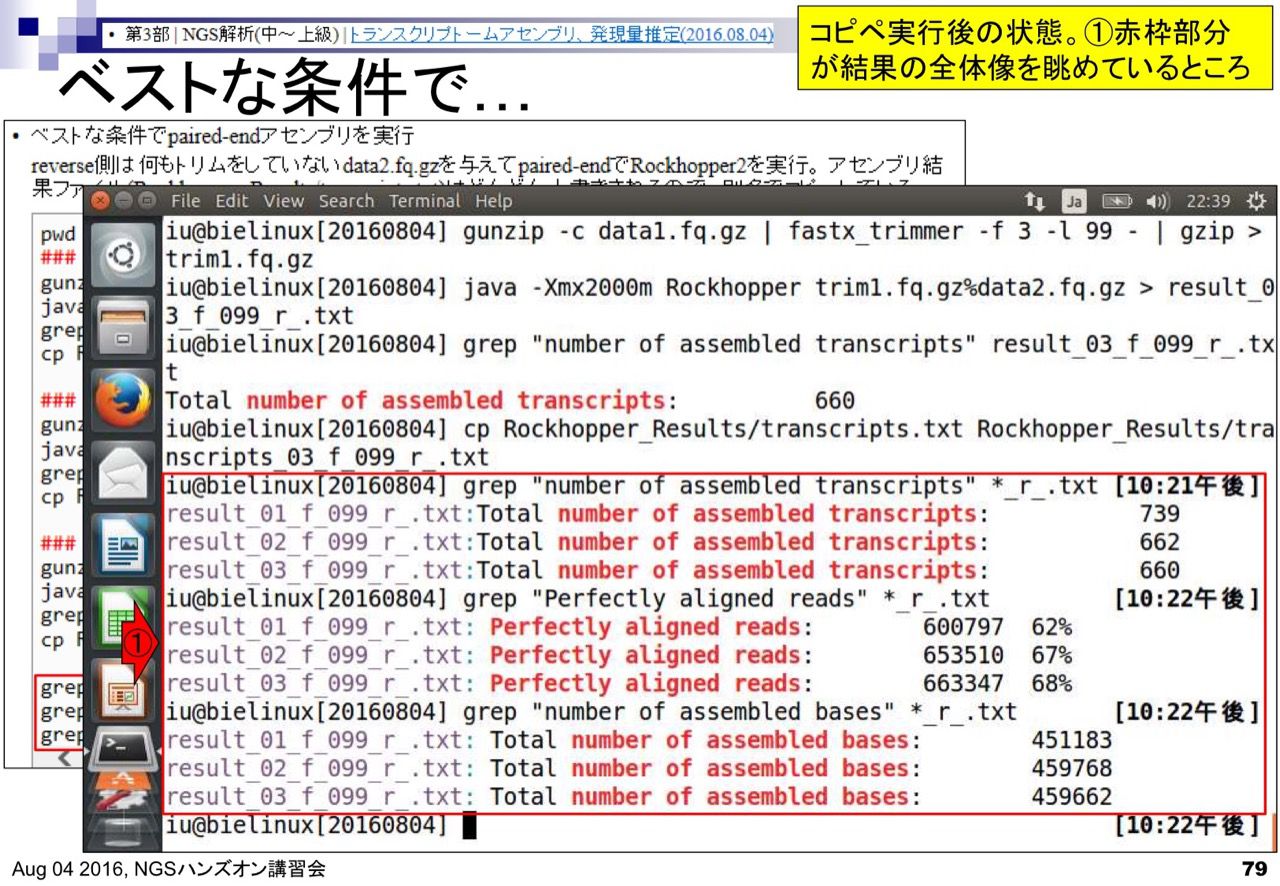 • 第3部 | NGS解析(中～上級) | トランスクリプトームアセンブリ、発現量推定(2016.08.04)
コピペ実行後の状態。①赤枠部分
が結果の全体像を眺めているところ
ベストな条件で…
• ベストな条件でpaired-endアセンブリを実行
reverse側は何もトリムをしていないdata2.fq.gzを与えてpaired-endでRockhopper2を実行。アセンブリ結
果ファ
File Edit View Search Terminal Help
Ja
22:39
pwd
###
gunz
java
grep
cp
###
gunz
java
grep
cp
###
gunz
java
grep
cp
grep
grep
grep
①
iu@bielinux[20160804] gunzip -c data1.fq.gz | fastx_trimmer -f 3 -l 99 - | gzip >
trim1.fq.gz
iu@bielinux[20160804] java -Xmx2000m Rockhopper trim1.fq.gz%data2.fq.gz > result_0
3_f_099_r_.txt
iu@bielinux[20160804] grep "number of assembled transcripts" result_03_f_099_r_.tx
t
Total number of assembled transcripts: 660
iu@bielinux[20160804] cp Rockhopper_Results/transcripts.txt Rockhopper_Results/tra
nscripts_03_f_099_r_.txt
iu@bielinux[20160804] grep "number of assembled transcripts" *_r_.txt [10:21午後]
result_01_f_099_r_.txt:Total number of assembled transcripts: 739
result_02_f_099_r_.txt:Total number of assembled transcripts: 662
result_03_f_099_r_.txt:Total number of assembled transcripts: 660
iu@bielinux[20160804] grep "Perfectly aligned reads" *_r_.txt [10:22午後]
result_01_f_099_r_.txt: Perfectly aligned reads: 600797 62%
result_02_f_099_r_.txt: Perfectly aligned reads: 653510 67%
result_03_f_099_r_.txt: Perfectly aligned reads: 663347 68%
iu@bielinux[20160804] grep "number of assembled bases" *_r_.txt [10:22午後]
result_01_f_099_r_.txt: Total number of assembled bases: 451183
result_02_f_099_r_.txt: Total number of assembled bases: 459768
result_03_f_099_r_.txt: Total number of assembled bases: 459662
iu@bielinux[20160804] [10:22午後]
Aug 04 2016, NGSハンズオン講習会
79